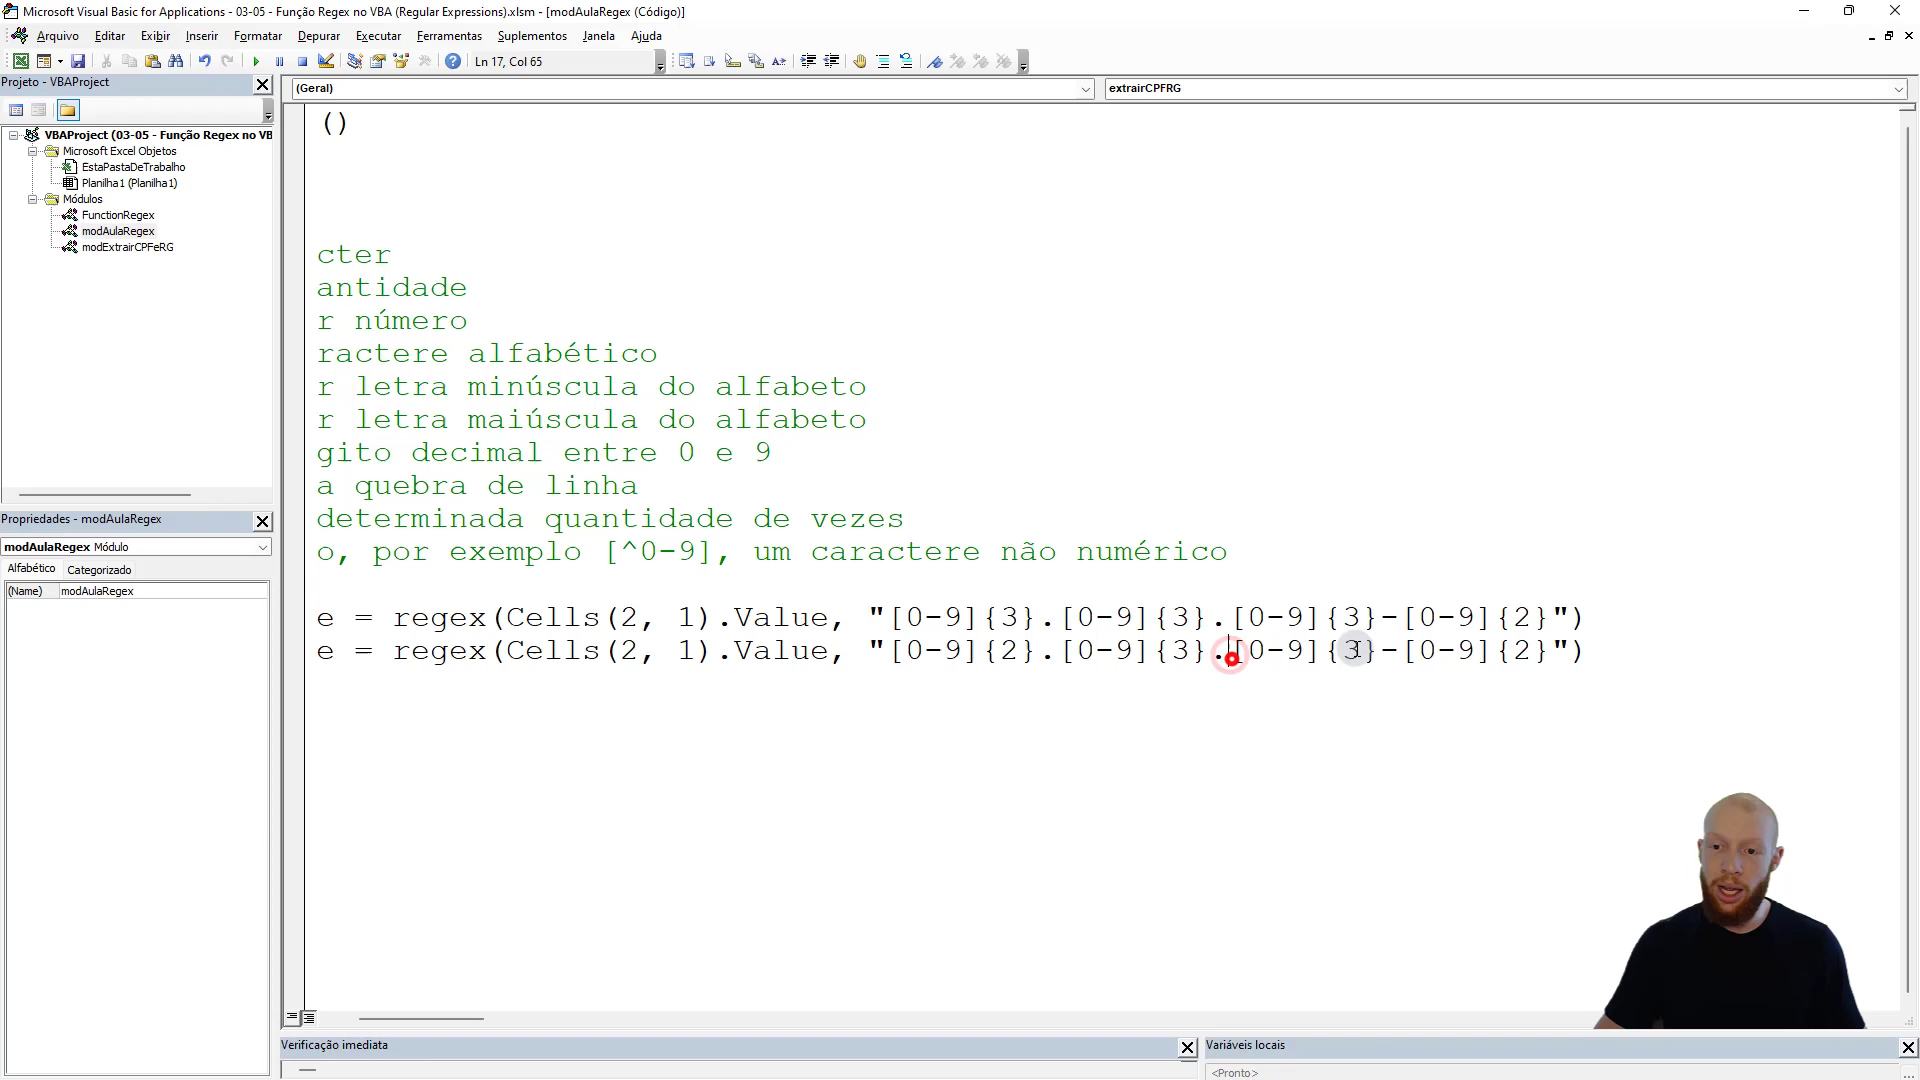 Microsoft Visual Basic for Applications - 03-05 - Função Regex no VBA (Regular Expressions).xlsm - [modAulaRegex (Código)]
Arquivo Editar Exibir Inserir Formatar Depurar Executar Ferramentas Suplementos Janela Ajuda
Ln 17, Col 65
Projeto - VBAProject
VBAProject (03-05 - Função Regex no VB
Microsoft Excel Objetos
EstaPastaDeTrabalho
Planilha1 (Planilha1)
Módulos
FunctionRegex
modAulaRegex
modExtrairCPFeRG
Propriedades - modAulaRegex
modAulaRegex Módulo
Alfabético Categorizado
(Name) modAulaRegex
(Geral) extrairCPFRG
()
cter
antidade
r número
ractere alfabético
r letra minúscula do alfabeto
r letra maiúscula do alfabeto
gito decimal entre 0 e 9
a quebra de linha
determinada quantidade de vezes
o, por exemplo [^0-9], um caractere não numérico
e = regex(Cells(2, 1).Value, "[0-9]{3}.[0-9]{3}.[0-9]{3}-[0-9]{2}")
e = regex(Cells(2, 1).Value, "[0-9]{2}.[0-9]{3}.[0-9]{3}-[0-9]{2}")
Verificação imediata
Variáveis locais
<Pronto>